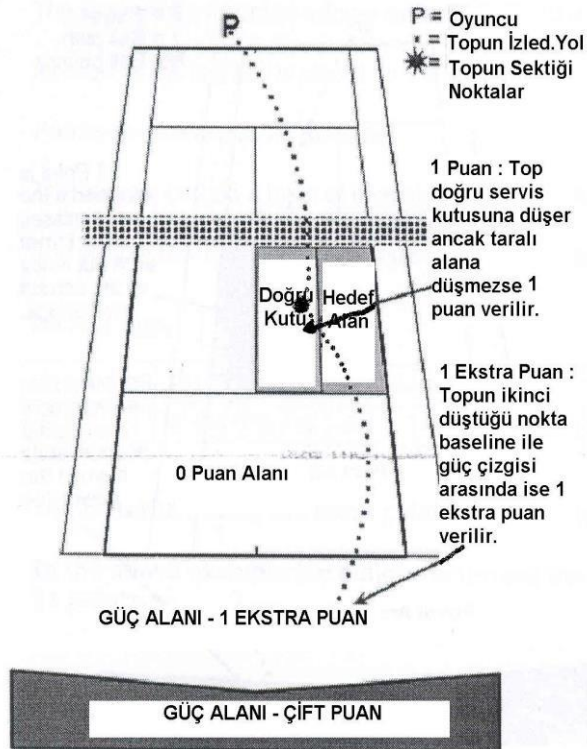 P
P = Oyuncu
= Topun İzled.Yol
= Topun Sektiği
Noktalar
1 Puan : Top
doğru servis
kutusuna düşer
ancak taralı
alana
düşmezse 1
puan verilir.
Doğru Hedef
Kutu Alan
1 Ekstra Puan :
Topun ikinci
düştüğü nokta
baseline ile
güç çizgisi
arasında ise 1
ekstra puan
verilir.
0 Puan Alanı
GÜÇ ALANI - 1 EKSTRA PUAN
GÜÇ ALANI - ÇİFT PUAN